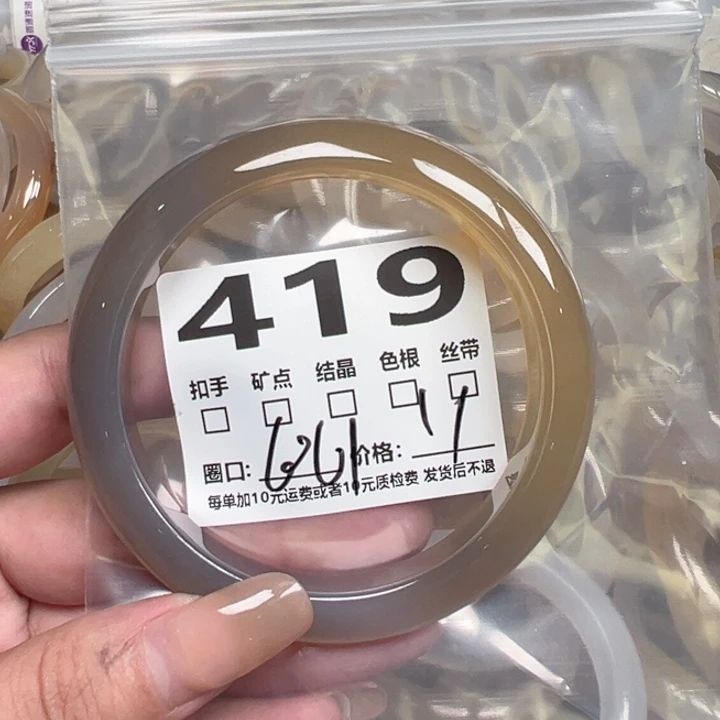 419
扣手 矿点 结晶 色根 丝带
圈口: 价格:
每单加10元运费或者10元质检费 发货后不退